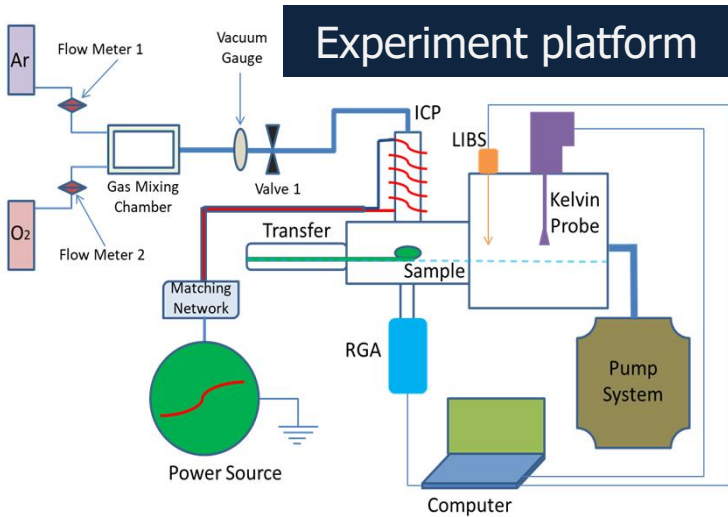 Experiment platform
Ar
Flow Meter 1
Vacuum
Gauge
ICP
LIBS
Gas Mixing
Chamber
Valve 1
Kelvin
Probe
O₂
Flow Meter 2
Transfer
Sample
Matching
Network
RGA
Pump
System
Power Source
Computer